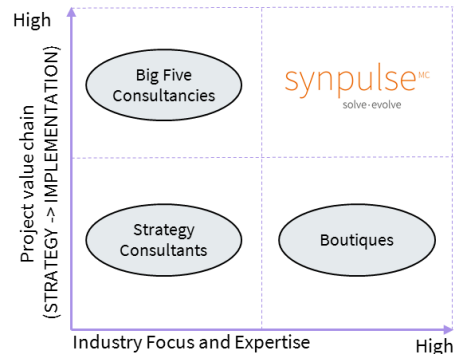 High
Big Five
Consultancies
synpulse MC
solve-evolve
Project value chain
(STRATEGY -> IMPLEMENTATION)
Strategy
Consultants
Boutiques
Industry Focus and Expertise
High